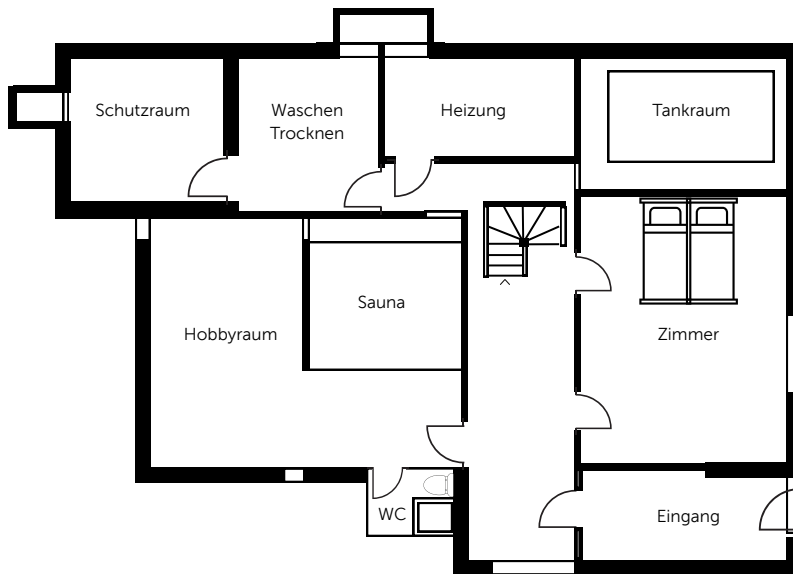 Schutzraum
Waschen
Trocknen
Heizung
Tankraum
Sauna
Hobbyraum
Zimmer
WC
Eingang